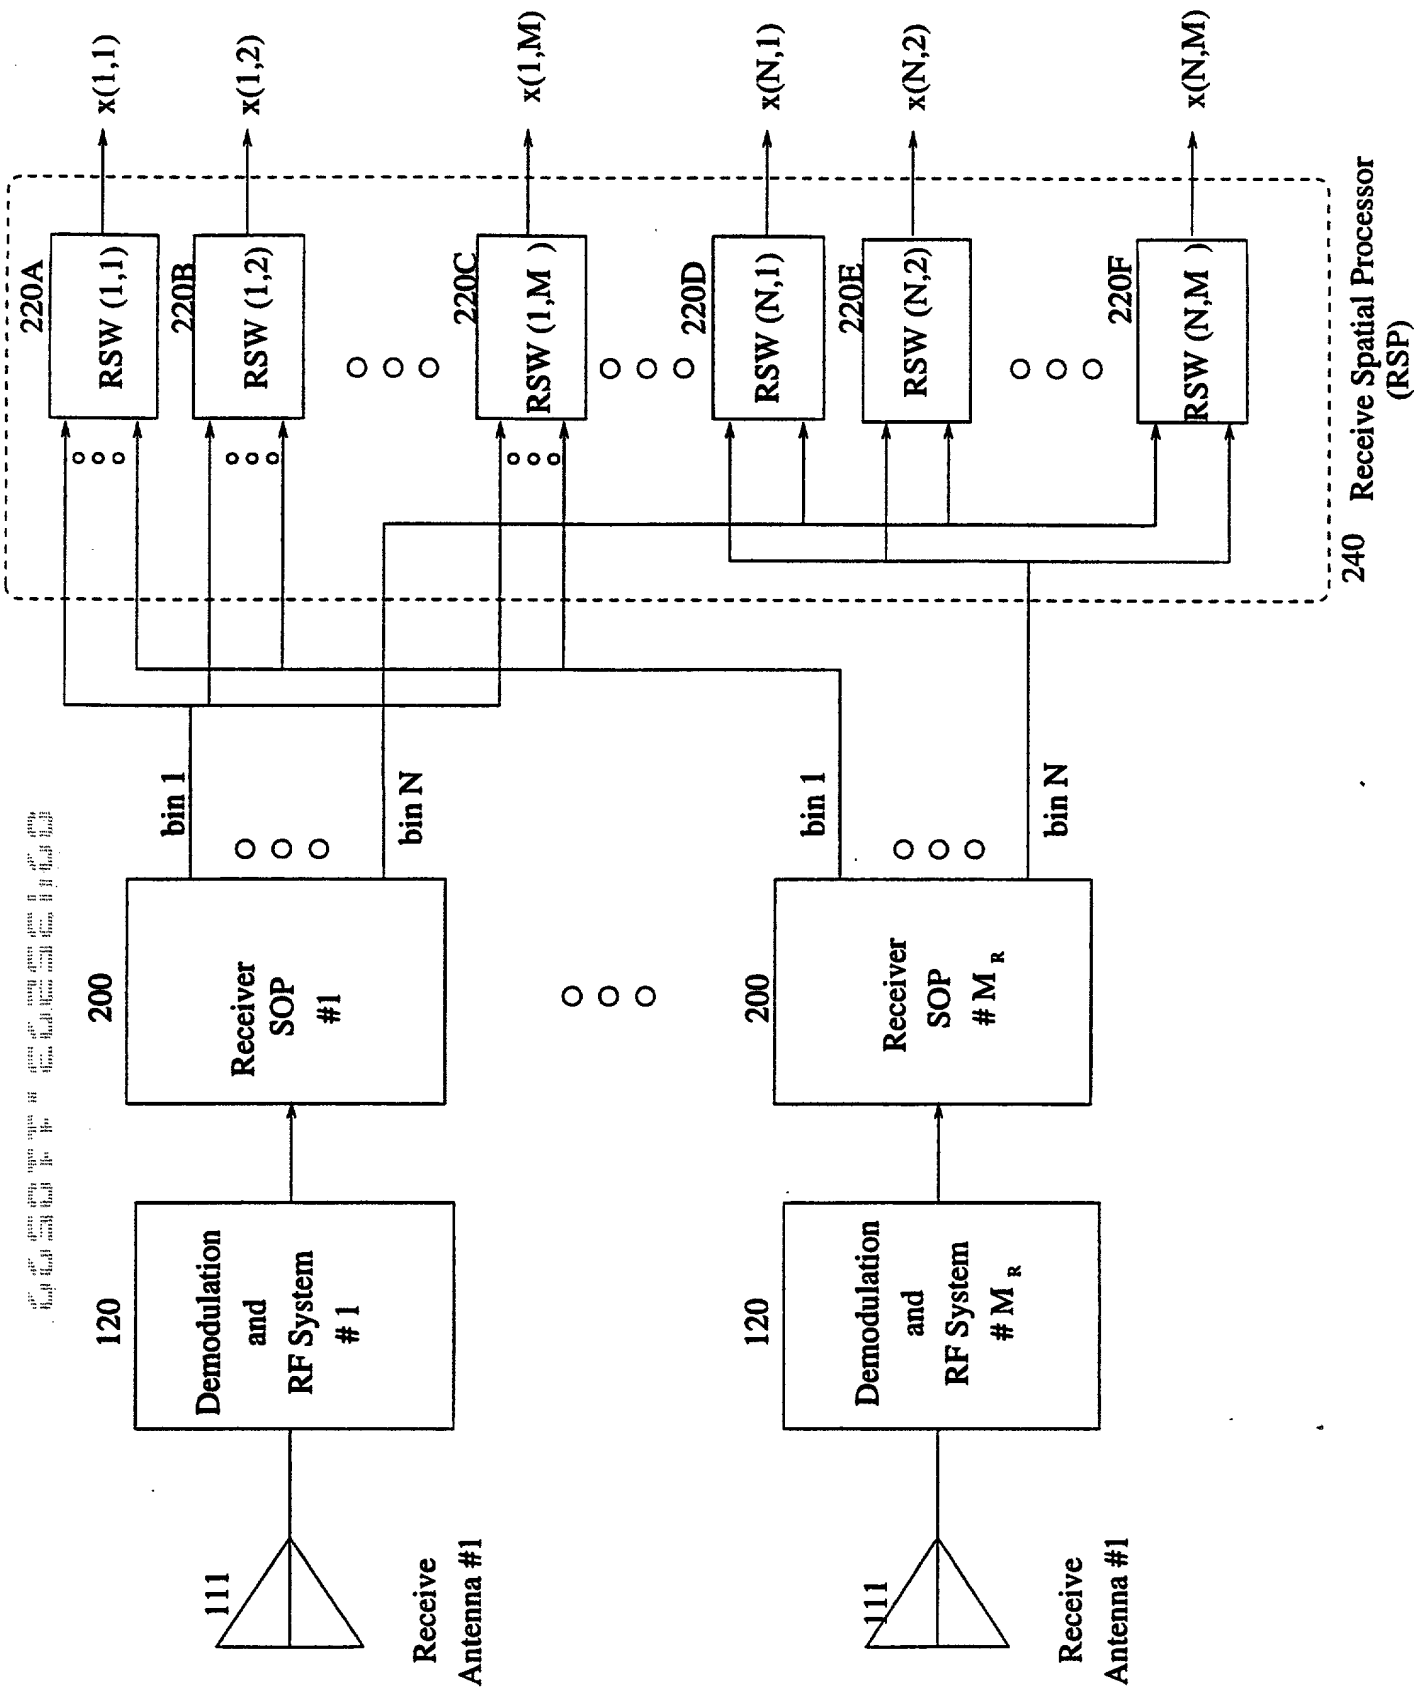 111
Receive
Antenna #1
120
Demodulation
and
RF System
# 1
200
Receiver
SOP
#1
bin 1
bin N
111
Receive
Antenna #1
120
Demodulation
and
RF System
# M R
200
Receiver
SOP
# M R
bin 1
bin N
220A
RSW (1,1)
x(1,1)
220B
RSW (1,2)
x(1,2)
220C
RSW (1,M )
x(1,M)
220D
RSW (N,1)
x(N,1)
220E
RSW (N,2)
x(N,2)
220F
RSW (N,M )
x(N,M)
240 Receive Spatial Processor
(RSP)